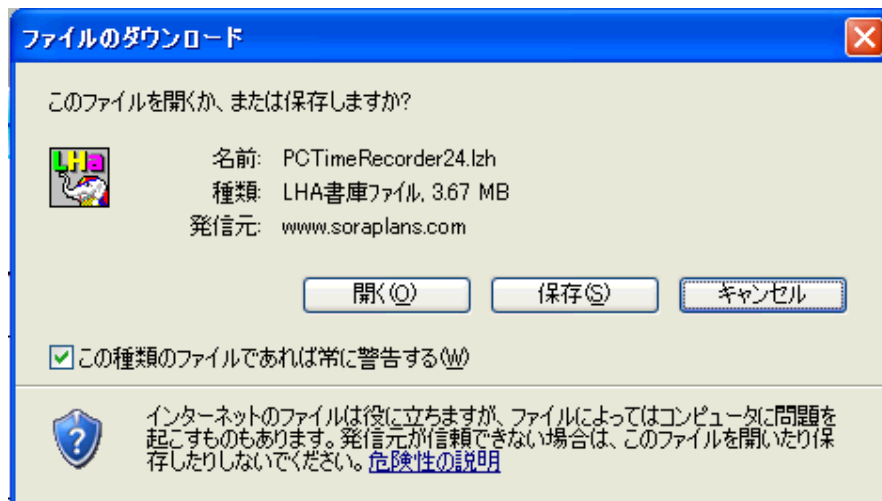 ファイルのダウンロード
このファイルを開くか、または保存しますか?
LHa
名前: PCTimeRecorder24.lzh
種類: LHA書庫ファイル, 3.67 MB
発信元: www.soraplans.com
開く(O) 保存(S) キャンセル
この種類のファイルであれば常に警告する(W)
インターネットのファイルは役に立ちますが、ファイルによってはコンピュータに問題を
起こすものもあります。発信元が信頼できない場合は、このファイルを開いたり保
存したりしないでください。危険性の説明